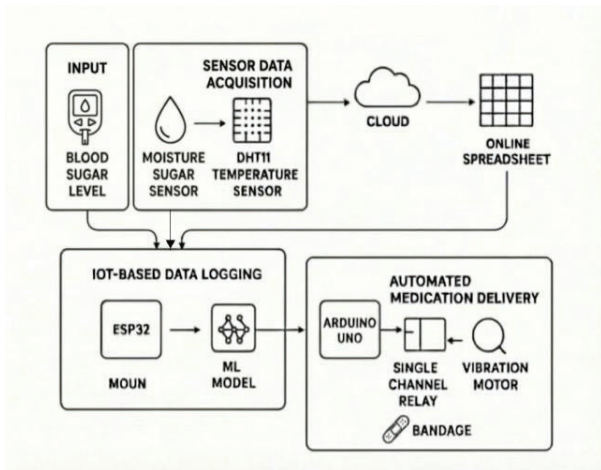 INPUT
BLOOD
SUGAR
LEVEL
SENSOR DATA
ACQUISITION
MOISTURE
SUGAR
SENSOR
DHT11
TEMPERATURE
SENSOR
CLOUD
ONLINE
SPREADSHEET
IOT-BASED DATA LOGGING
ESP32
MOUN
ML
MODEL
AUTOMATED
MEDICATION DELIVERY
ARDUINO
UNO
SINGLE
CHANNEL
RELAY
VIBRATION
MOTOR
BANDAGE